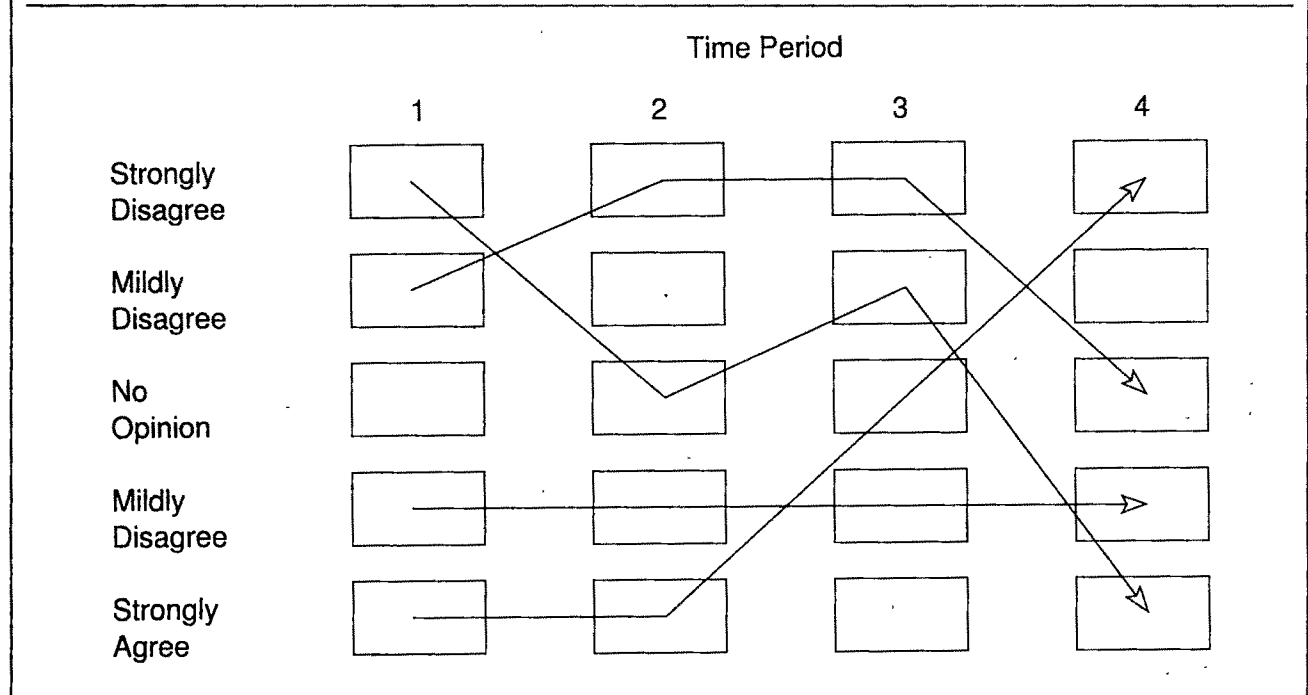 Time Period
1 2 3 4
Strongly
Disagree
Mildly
Disagree
No
Opinion
Mildly
Disagree
Strongly
Agree